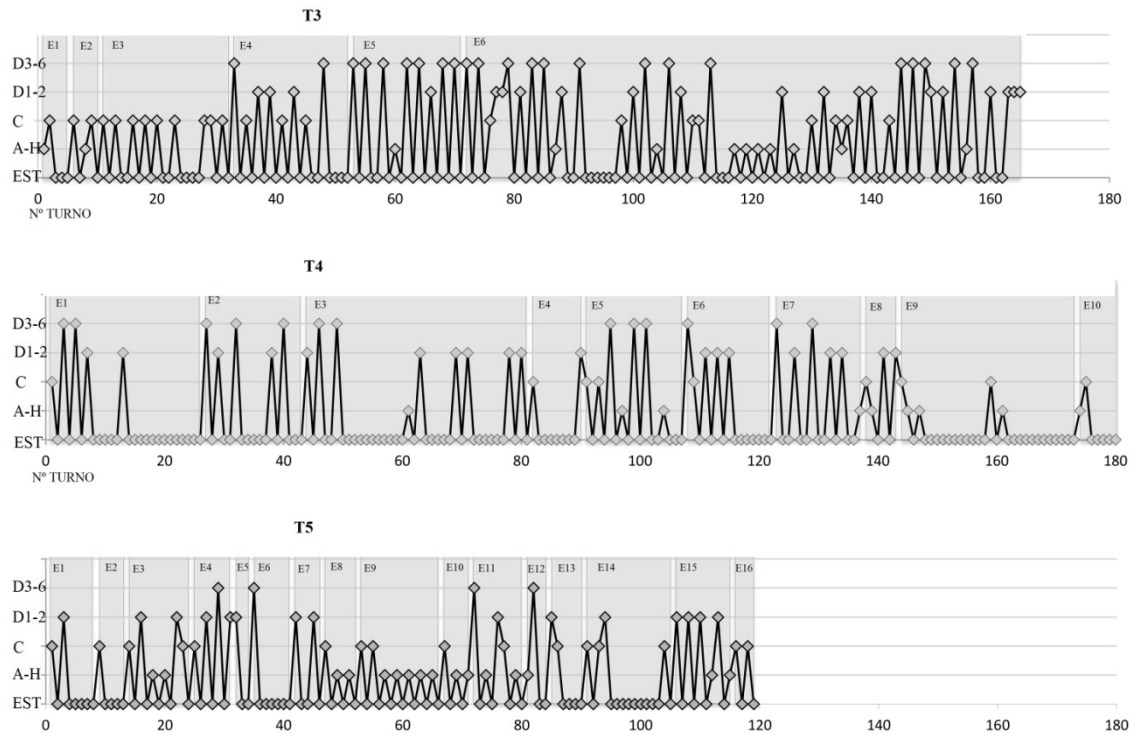 T3
E1 E2 E3 E4 E5 E6
D3-6
D1-2
C
A-H
EST
0 20 40 60 80 100 120 140 160 180
Nº TURNO
T4
E1 E2 E3 E4 E5 E6 E7 E8 E9 E10
D3-6
D1-2
C
A-H
EST
0 20 40 60 80 100 120 140 160 180
Nº TURNO
T5
E1 E2 E3 E4 E5 E6 E7 E8 E9 E10 E11 E12 E13 E14 E15 E16
D3-6
D1-2
C
A-H
EST
0 20 40 60 80 100 120 140 160 180